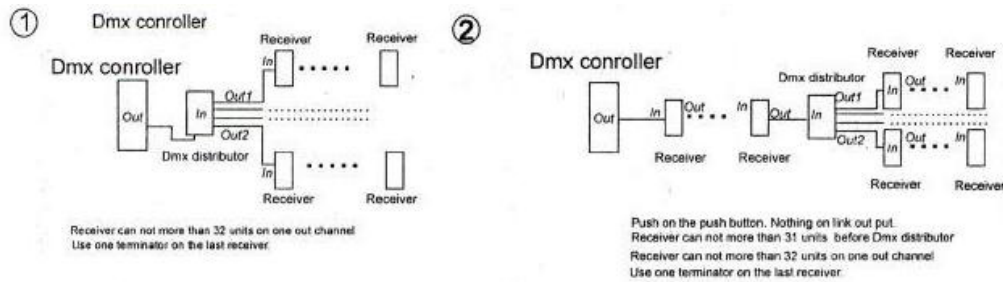 ① Dmx conroller
Dmx conroller
Out
In
Out1
Out2
Dmx distributor
Receiver Receiver
In
In
Receiver Receiver
Receiver can not more than 32 units on one out channel
Use one terminator on the last receiver.
②
Dmx conroller
Out
In Out In Out
Receiver Receiver
Dmx distributor
In
Out1
Out2
Receiver Receiver
In Out In
In Out In
Receiver Receiver
Push on the push button. Nothing on link out put.
Receiver can not more than 31 units before Dmx distributor
Receiver can not more than 32 units on one out channel
Use one terminator on the last receiver.